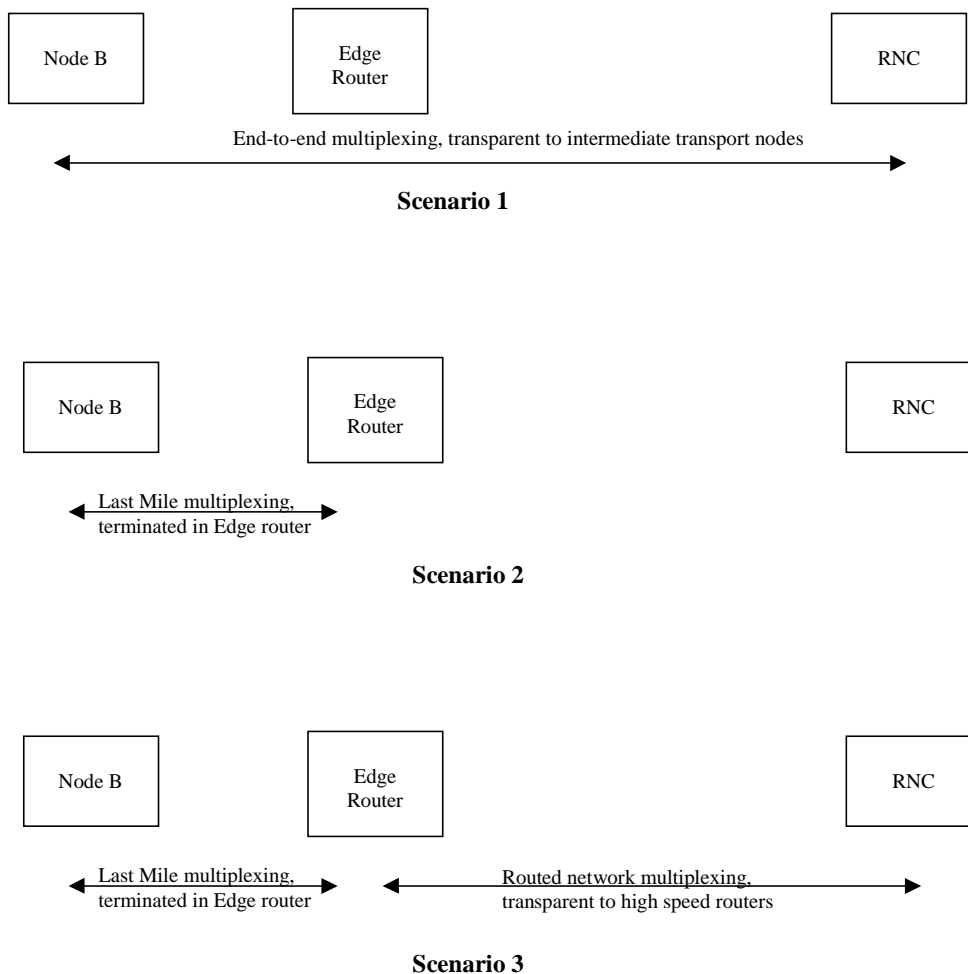 Node B
Edge
Router
RNC
End-to-end multiplexing, transparent to intermediate transport nodes
Scenario 1
Node B
Edge
Router
RNC
Last Mile multiplexing,
terminated in Edge router
Scenario 2
Node B
Edge
Router
RNC
Last Mile multiplexing,
terminated in Edge router
Routed network multiplexing,
transparent to high speed routers
Scenario 3